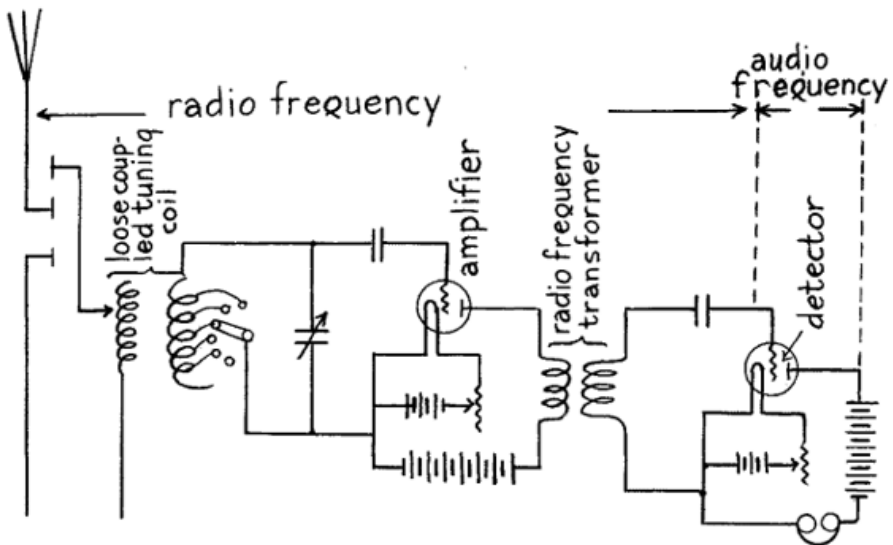 audio
frequency
radio frequency
loose coup-
led tuning
coil
amplifier
radio frequency
transformer
detector